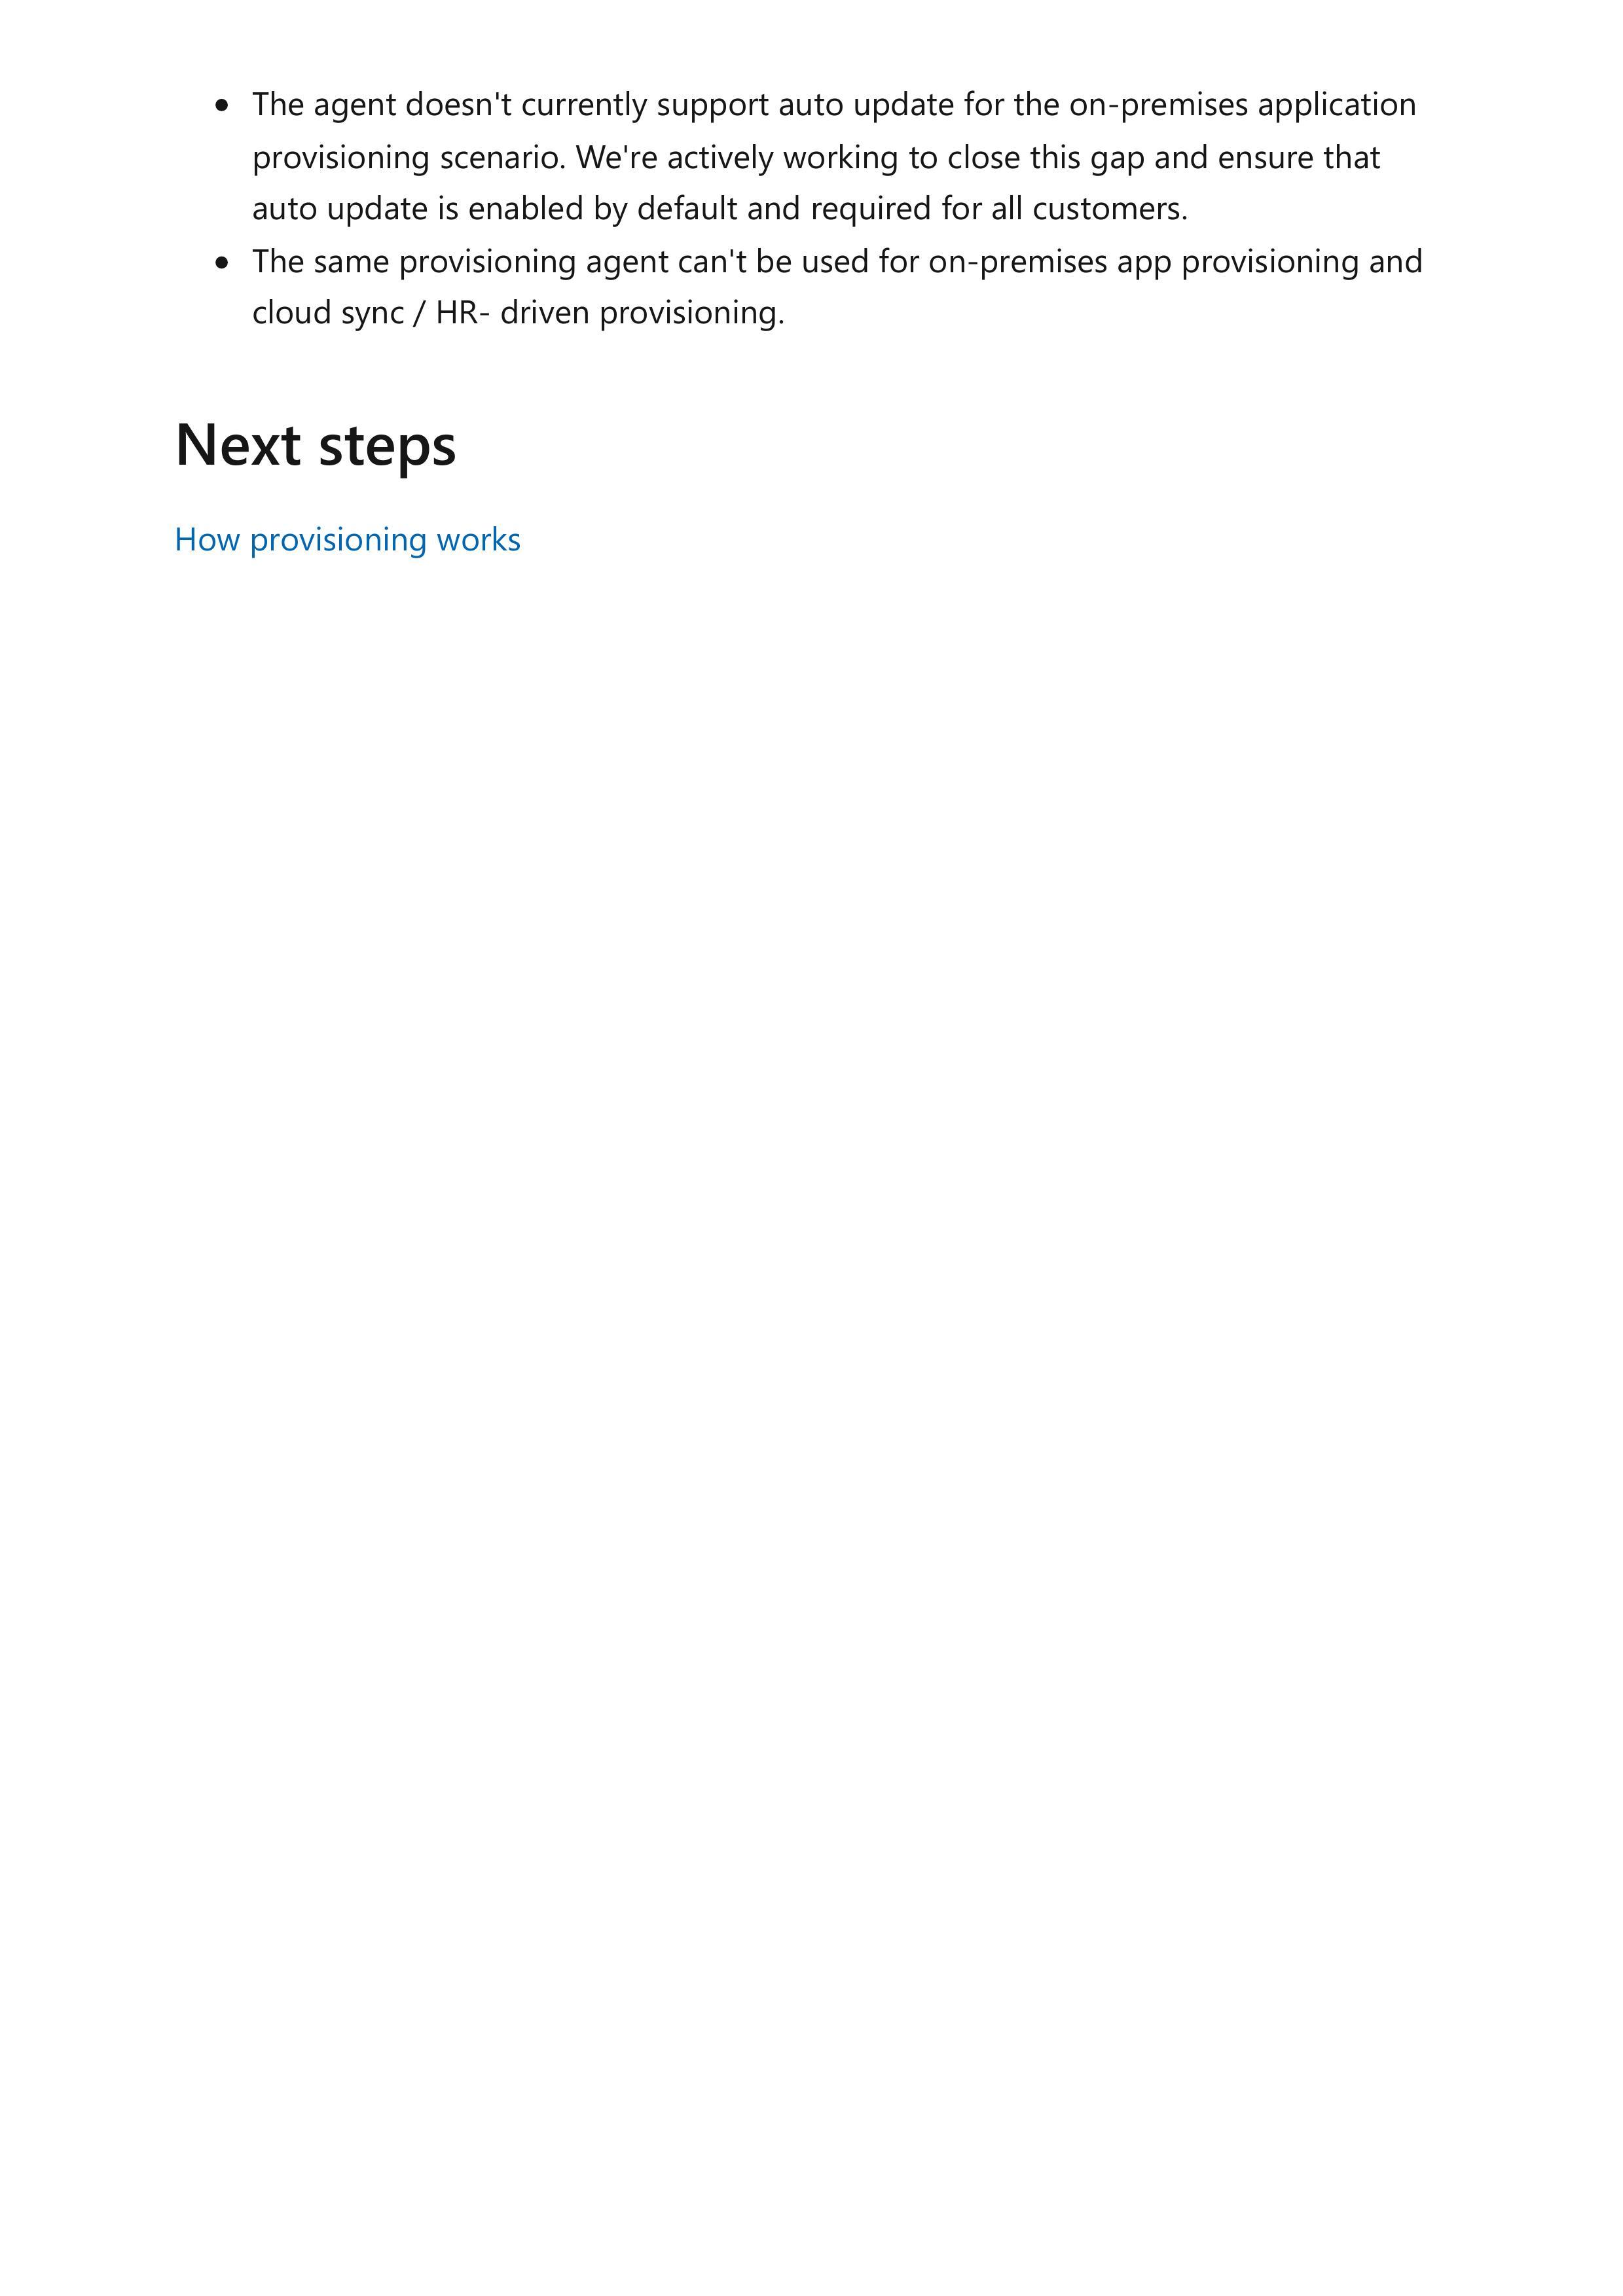 • The agent doesn't currently support auto update for the on-premises application
provisioning scenario. We're actively working to close this gap and ensure that
auto update is enabled by default and required for all customers.
• The same provisioning agent can't be used for on-premises app provisioning and
cloud sync / HR- driven provisioning.
Next steps
How provisioning works